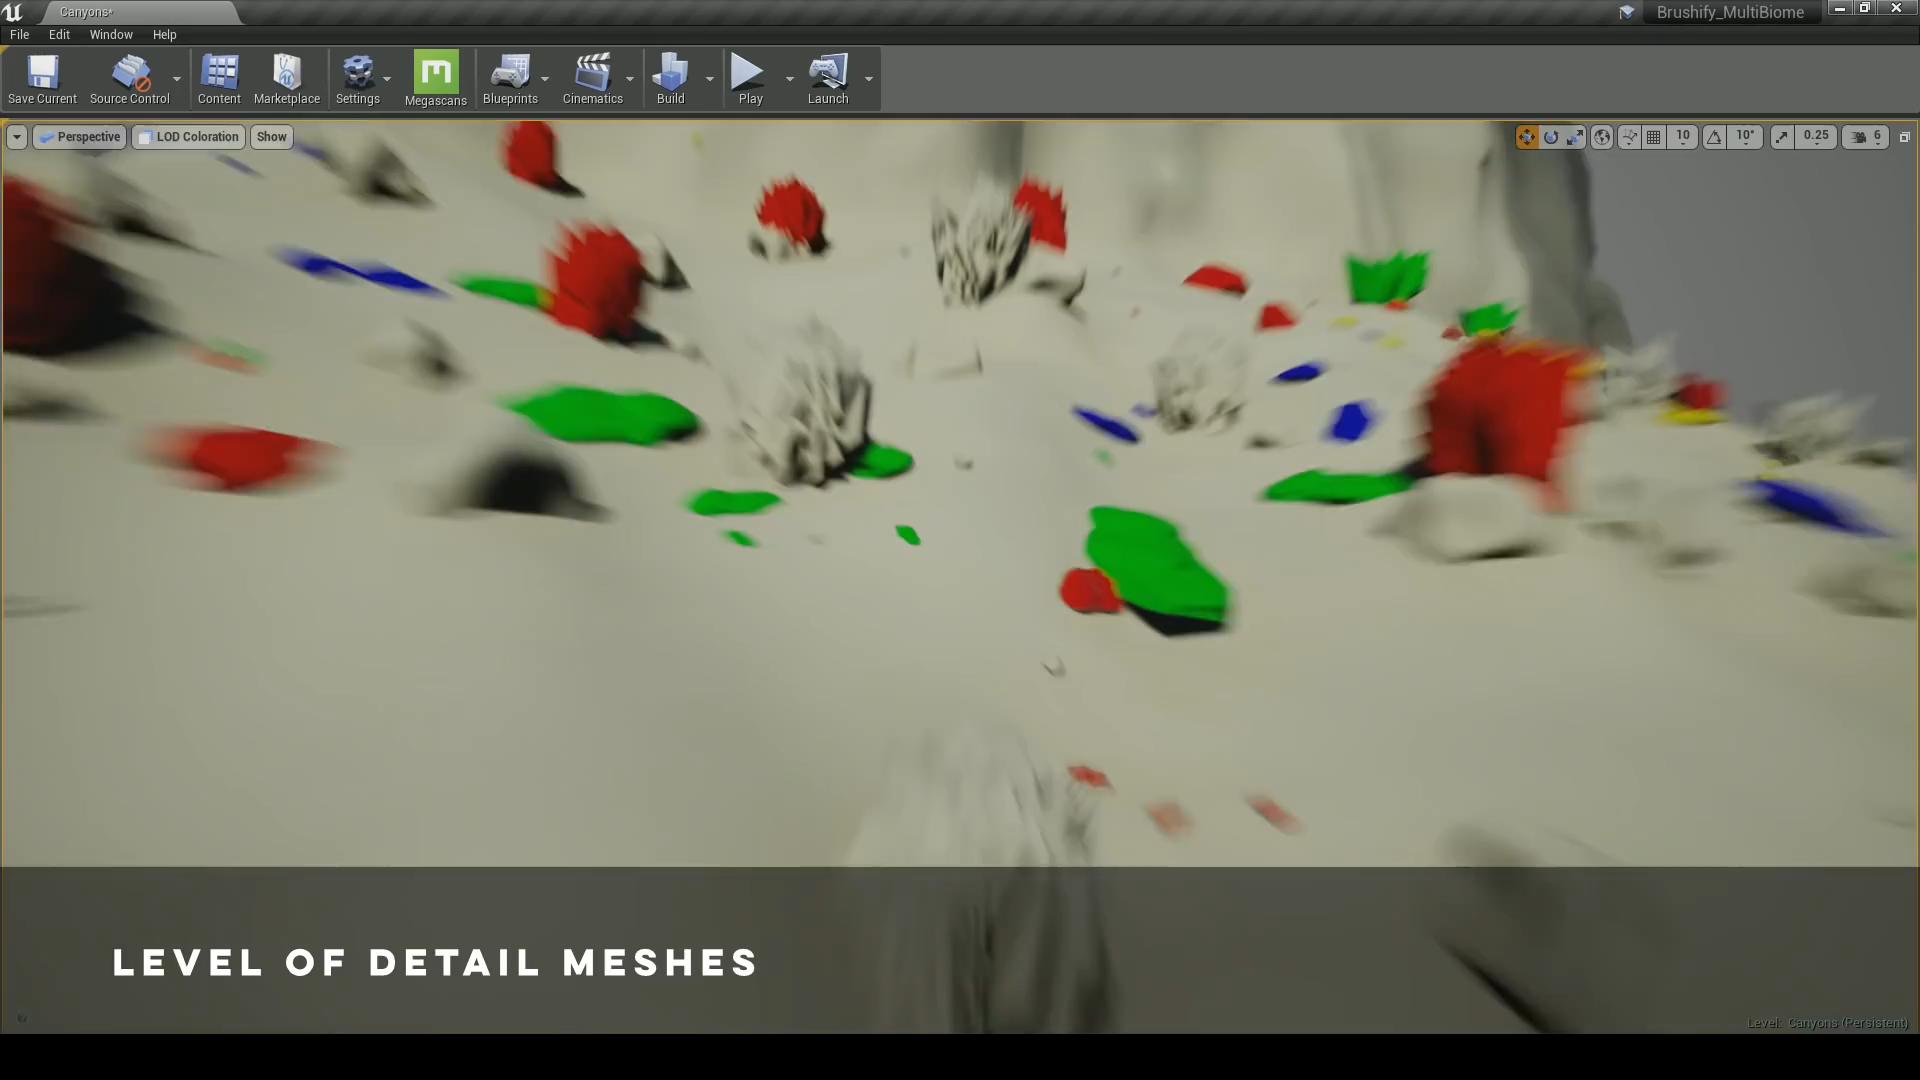 Canyons*
Brushify_MultiBiome
File Edit Window Help
Save Current Source Control Content Marketplace Settings Megascans Blueprints Cinematics Build Play Launch
Perspective LOD Coloration Show
10 10° 0.25 6
LEVEL OF DETAIL MESHES
Level: Canyons (Persistent)